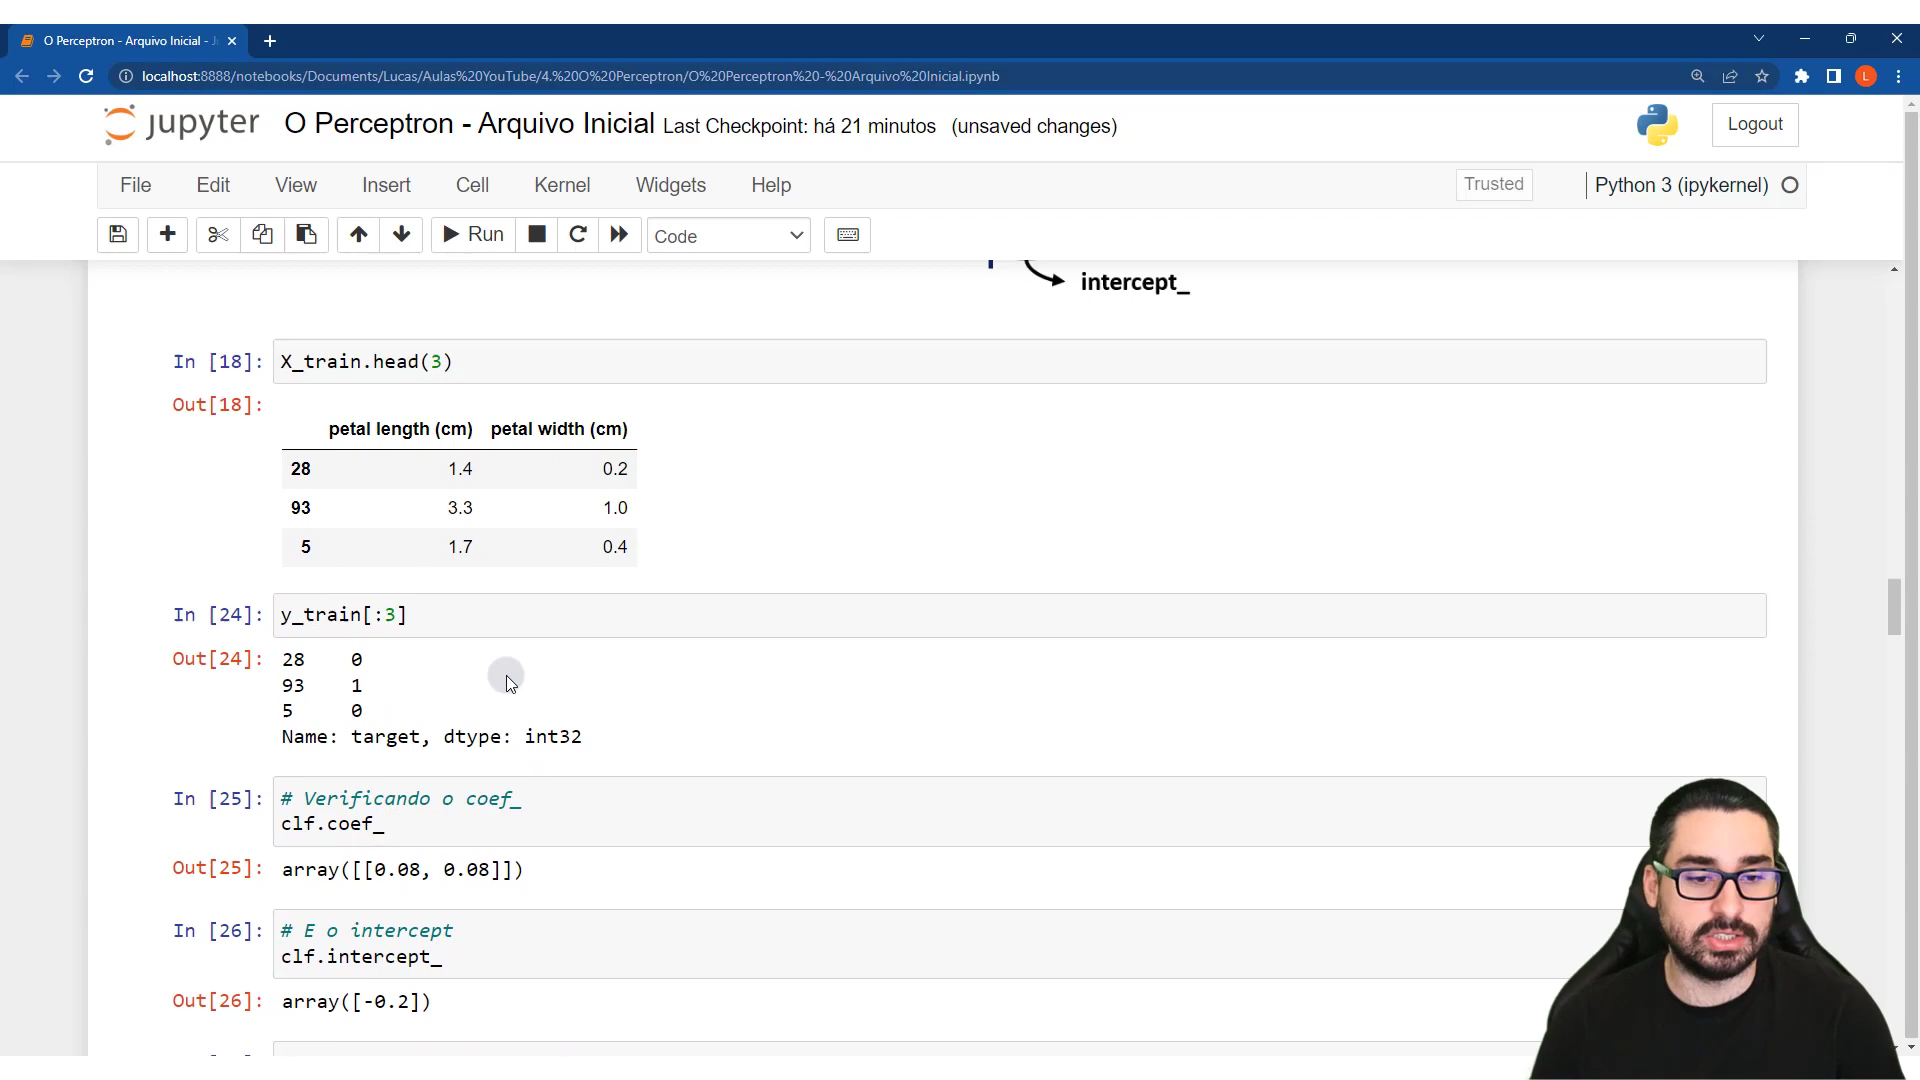 O Perceptron - Arquivo Inicial - J
localhost:8888/notebooks/Documents/Lucas/Aulas%20YouTube/4.%20O%20Perceptron/O%20Perceptron%20-%20Arquivo%20Inicial.ipynb
L
jupyter O Perceptron - Arquivo Inicial Last Checkpoint: há 21 minutos (unsaved changes)
Logout
File Edit View Insert Cell Kernel Widgets Help
Trusted
Python 3 (ipykernel)
Run
Code
intercept_
In [18]: X_train.head(3)
Out[18]:
petal length (cm) petal width (cm)
28 1.4 0.2
93 3.3 1.0
5 1.7 0.4
In [24]: y_train[:3]
Out[24]: 28 0
93 1
5 0
Name: target, dtype: int32
In [25]: # Verificando o coef_
clf.coef_
Out[25]: array([[0.08, 0.08]])
In [26]: # E o intercept
clf.intercept_
Out[26]: array([-0.2])